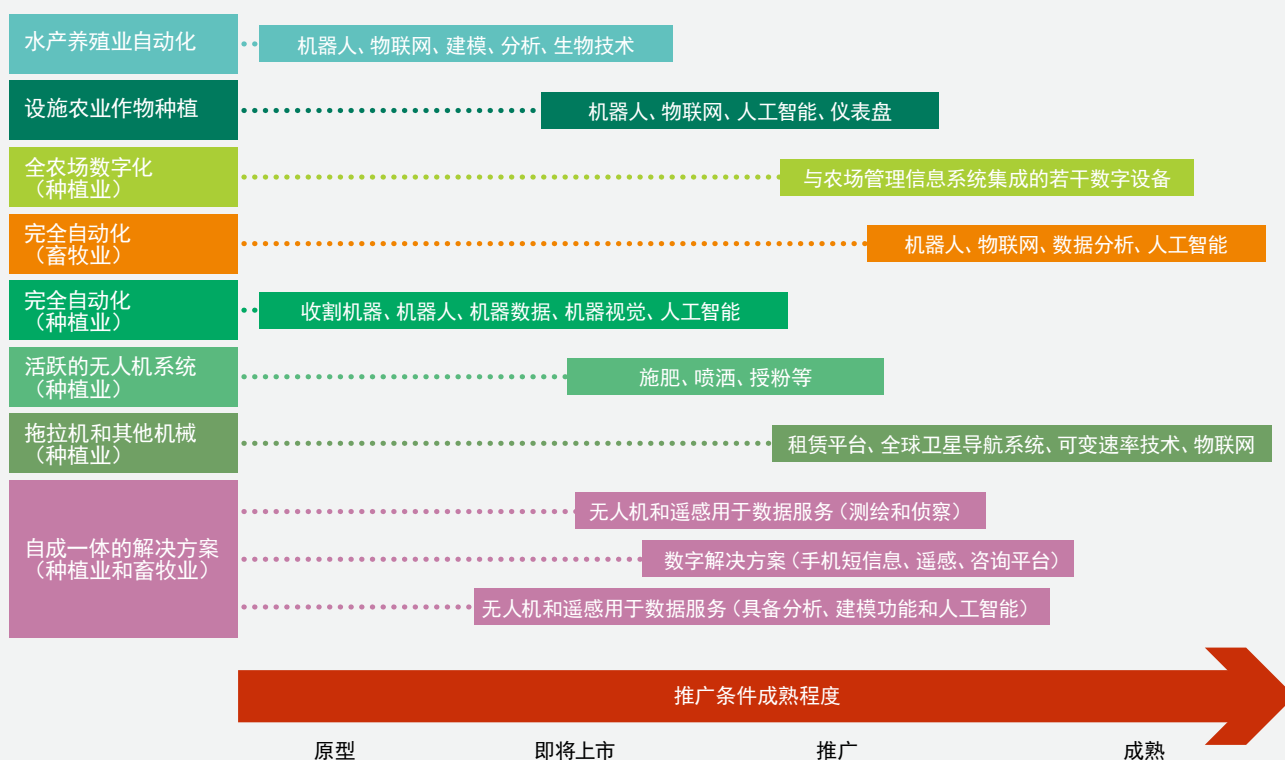 水产养殖业自动化
机器人、物联网、建模、分析、生物技术
设施农业作物种植
机器人、物联网、人工智能、仪表盘
全农场数字化
（种植业）
与农场管理信息系统集成的若干数字设备
完全自动化
（畜牧业）
机器人、物联网、数据分析、人工智能
完全自动化
（种植业）
收割机器、机器人、机器数据、机器视觉、人工智能
活跃的无人机系统
（种植业）
施肥、喷洒、授粉等
拖拉机和其他机械
（种植业）
租赁平台、全球卫星导航系统、可变速率技术、物联网
自成一体的解决方案
（种植业和畜牧业）
无人机和遥感用于数据服务（测绘和侦察）
数字解决方案（手机短信息、遥感、咨询平台）
无人机和遥感用于数据服务（具备分析、建模功能和人工智能）
推广条件成熟程度
原型
即将上市
推广
成熟